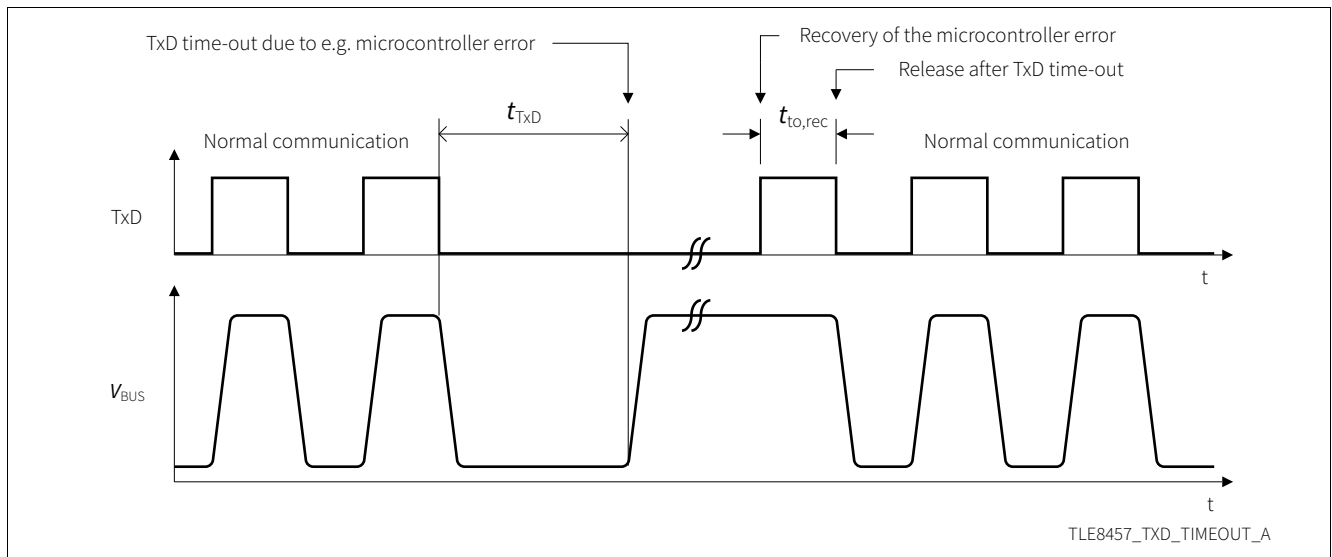 TxD time-out due to e.g. microcontroller error
Recovery of the microcontroller error
Release after TxD time-out
tTxD
tto,rec
Normal communication
Normal communication
TxD
t
VBUS
t
TLE8457_TXD_TIMEOUT_A